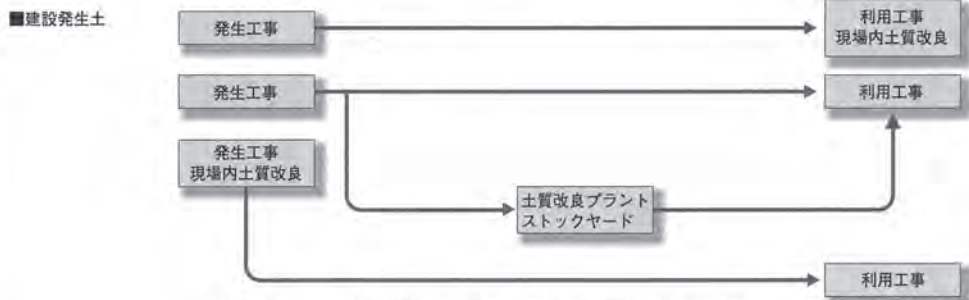 ■建設発生土
発生工事
利用工事
現場内土質改良
発生工事
利用工事
発生工事
現場内土質改良
土質改良プラント
ストックヤード
利用工事